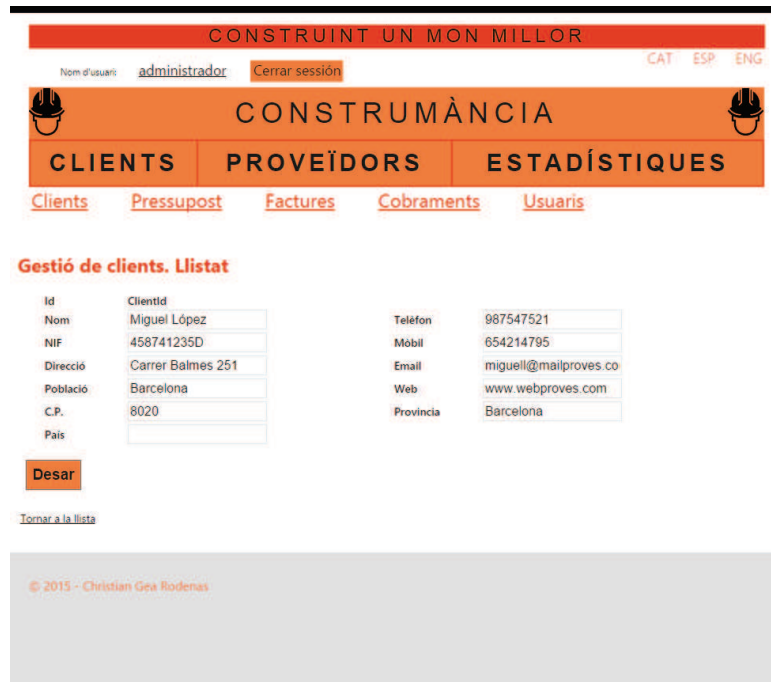 CONSTRUINT UN MON MILLOR
CAT ESP ENG
Nom d'usuari: administrador Cerrar sessión
CONSTRUMÀNCIA
CLIENTS PROVEÏDORS ESTADÍSTIQUES
Clients Pressupost Factures Cobraments Usuaris
Gestió de clients. Llistat
Id ClientId
Nom Miguel López Telèfon 987547521
NIF 458741235D Mòbil 654214795
Direcció Carrer Balmes 251 Email miguell@mailproves.co
Població Barcelona Web www.webproves.com
C.P. 8020 Provincia Barcelona
País
Desar
Tornar a la llista
© 2015 - Christian Gea Rodenas